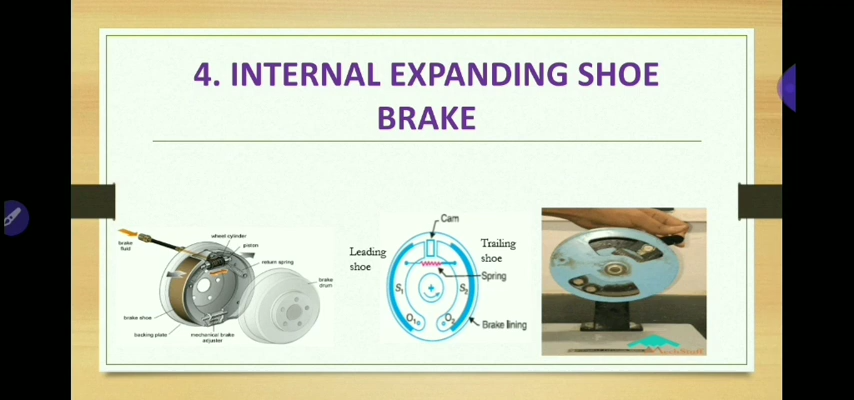 4. INTERNAL EXPANDING SHOE
BRAKE
brake
fluid
wheel cylinder
piston
return spring
brake
drum
brake shoe
backing plate
mechanical brake
adjuster
Cam
Leading
shoe
Trailing
shoe
Spring
S1
S2
O1
O2
Brake lining